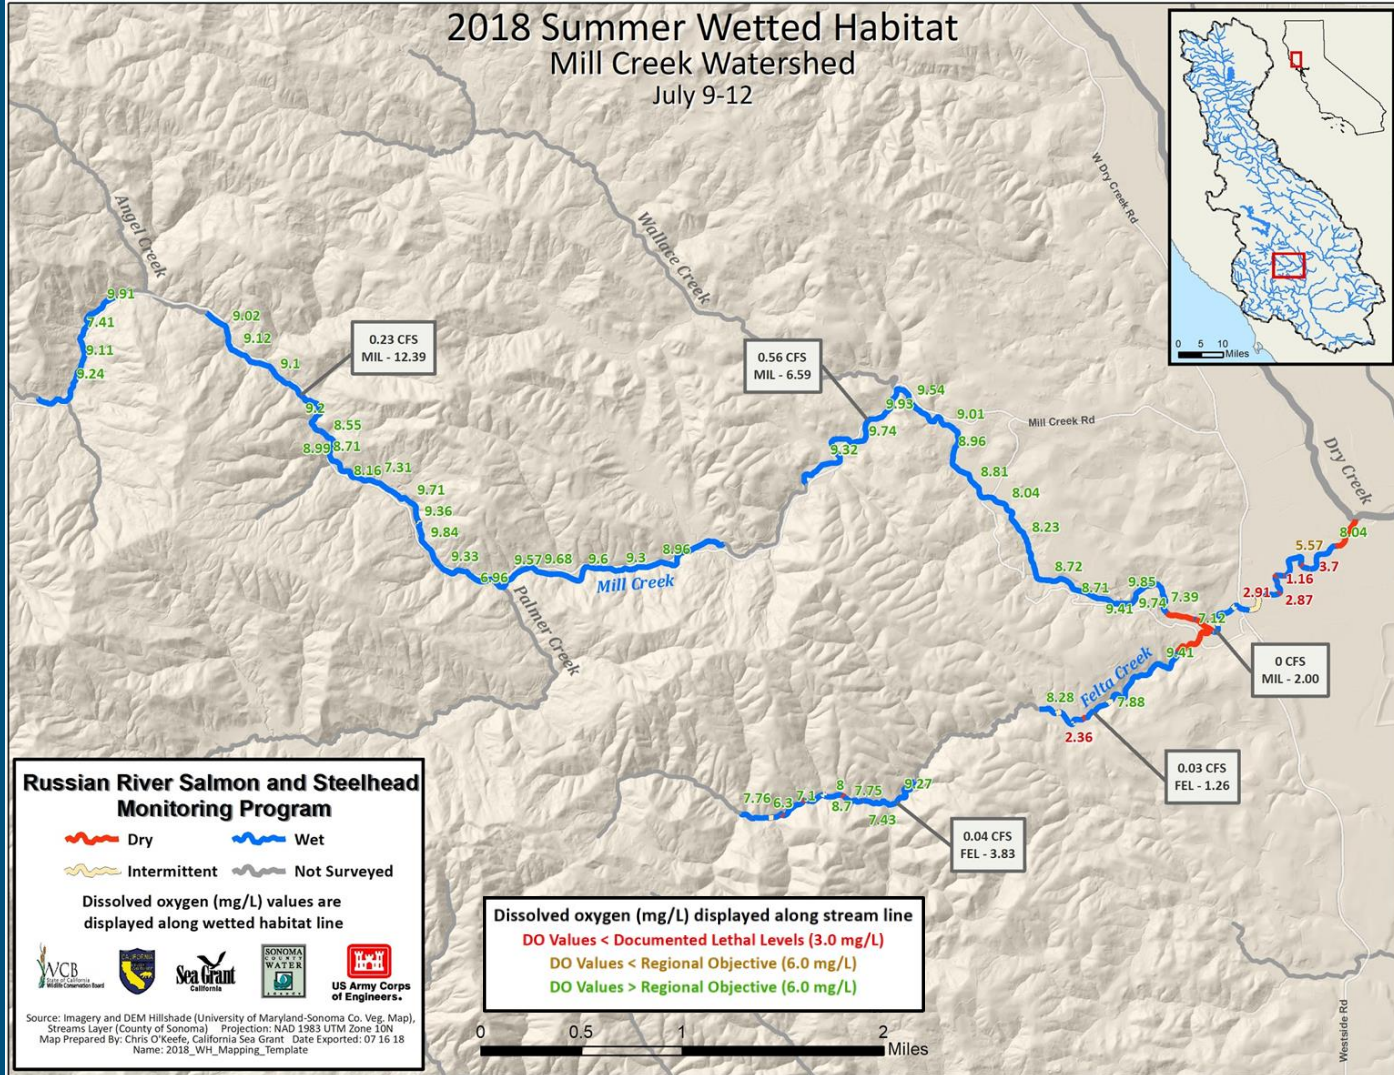 2018 Summer Wetted Habitat
Mill Creek Watershed
July 9-12
0 5 10
Miles
W Dry Creek Rd
Angel Creek
Wallace Creek
9.91
7.41
9.11
9.24
9.02
9.12
9.1
0.23 CFS
MIL - 12.39
9.2
8.55
8.99
8.71
8.16
7.31
9.71
9.36
9.84
9.33
6.96
9.57
9.68
9.6
9.3
8.96
Mill Creek
Palmer Creek
0.56 CFS
MIL - 6.59
9.32
9.74
9.93
9.54
9.01
8.96
Mill Creek Rd
8.81
8.04
8.23
8.72
8.71
9.41
9.85
9.74
7.39
7.12
Dry Creek
8.04
5.57
3.7
1.16
2.87
2.91
0 CFS
MIL - 2.00
9.41
Felta Creek
7.88
8.28
2.36
0.03 CFS
FEL - 1.26
7.76
6.3
7.1
8
8.7
7.75
7.43
9.27
0.04 CFS
FEL - 3.83
Westside Rd
Russian River Salmon and Steelhead
Monitoring Program
Dry
Wet
Intermittent
Not Surveyed
Dissolved oxygen (mg/L) values are
displayed along wetted habitat line
WCB
State of California
Wildlife Conservation Board
CALIFORNIA
Sea Grant
California
SONOMA
COUNTY
WATER
AGENCY
US Army Corps
of Engineers.
Source: Imagery and DEM Hillshade (University of Maryland-Sonoma Co. Veg. Map),
Streams Layer (County of Sonoma) Projection: NAD 1983 UTM Zone 10N
Map Prepared By: Chris O'Keefe, California Sea Grant Date Exported: 07 16 18
Name: 2018_WH_Mapping_Template
Dissolved oxygen (mg/L) displayed along stream line
DO Values < Documented Lethal Levels (3.0 mg/L)
DO Values < Regional Objective (6.0 mg/L)
DO Values > Regional Objective (6.0 mg/L)
0 0.5 1 2
Miles